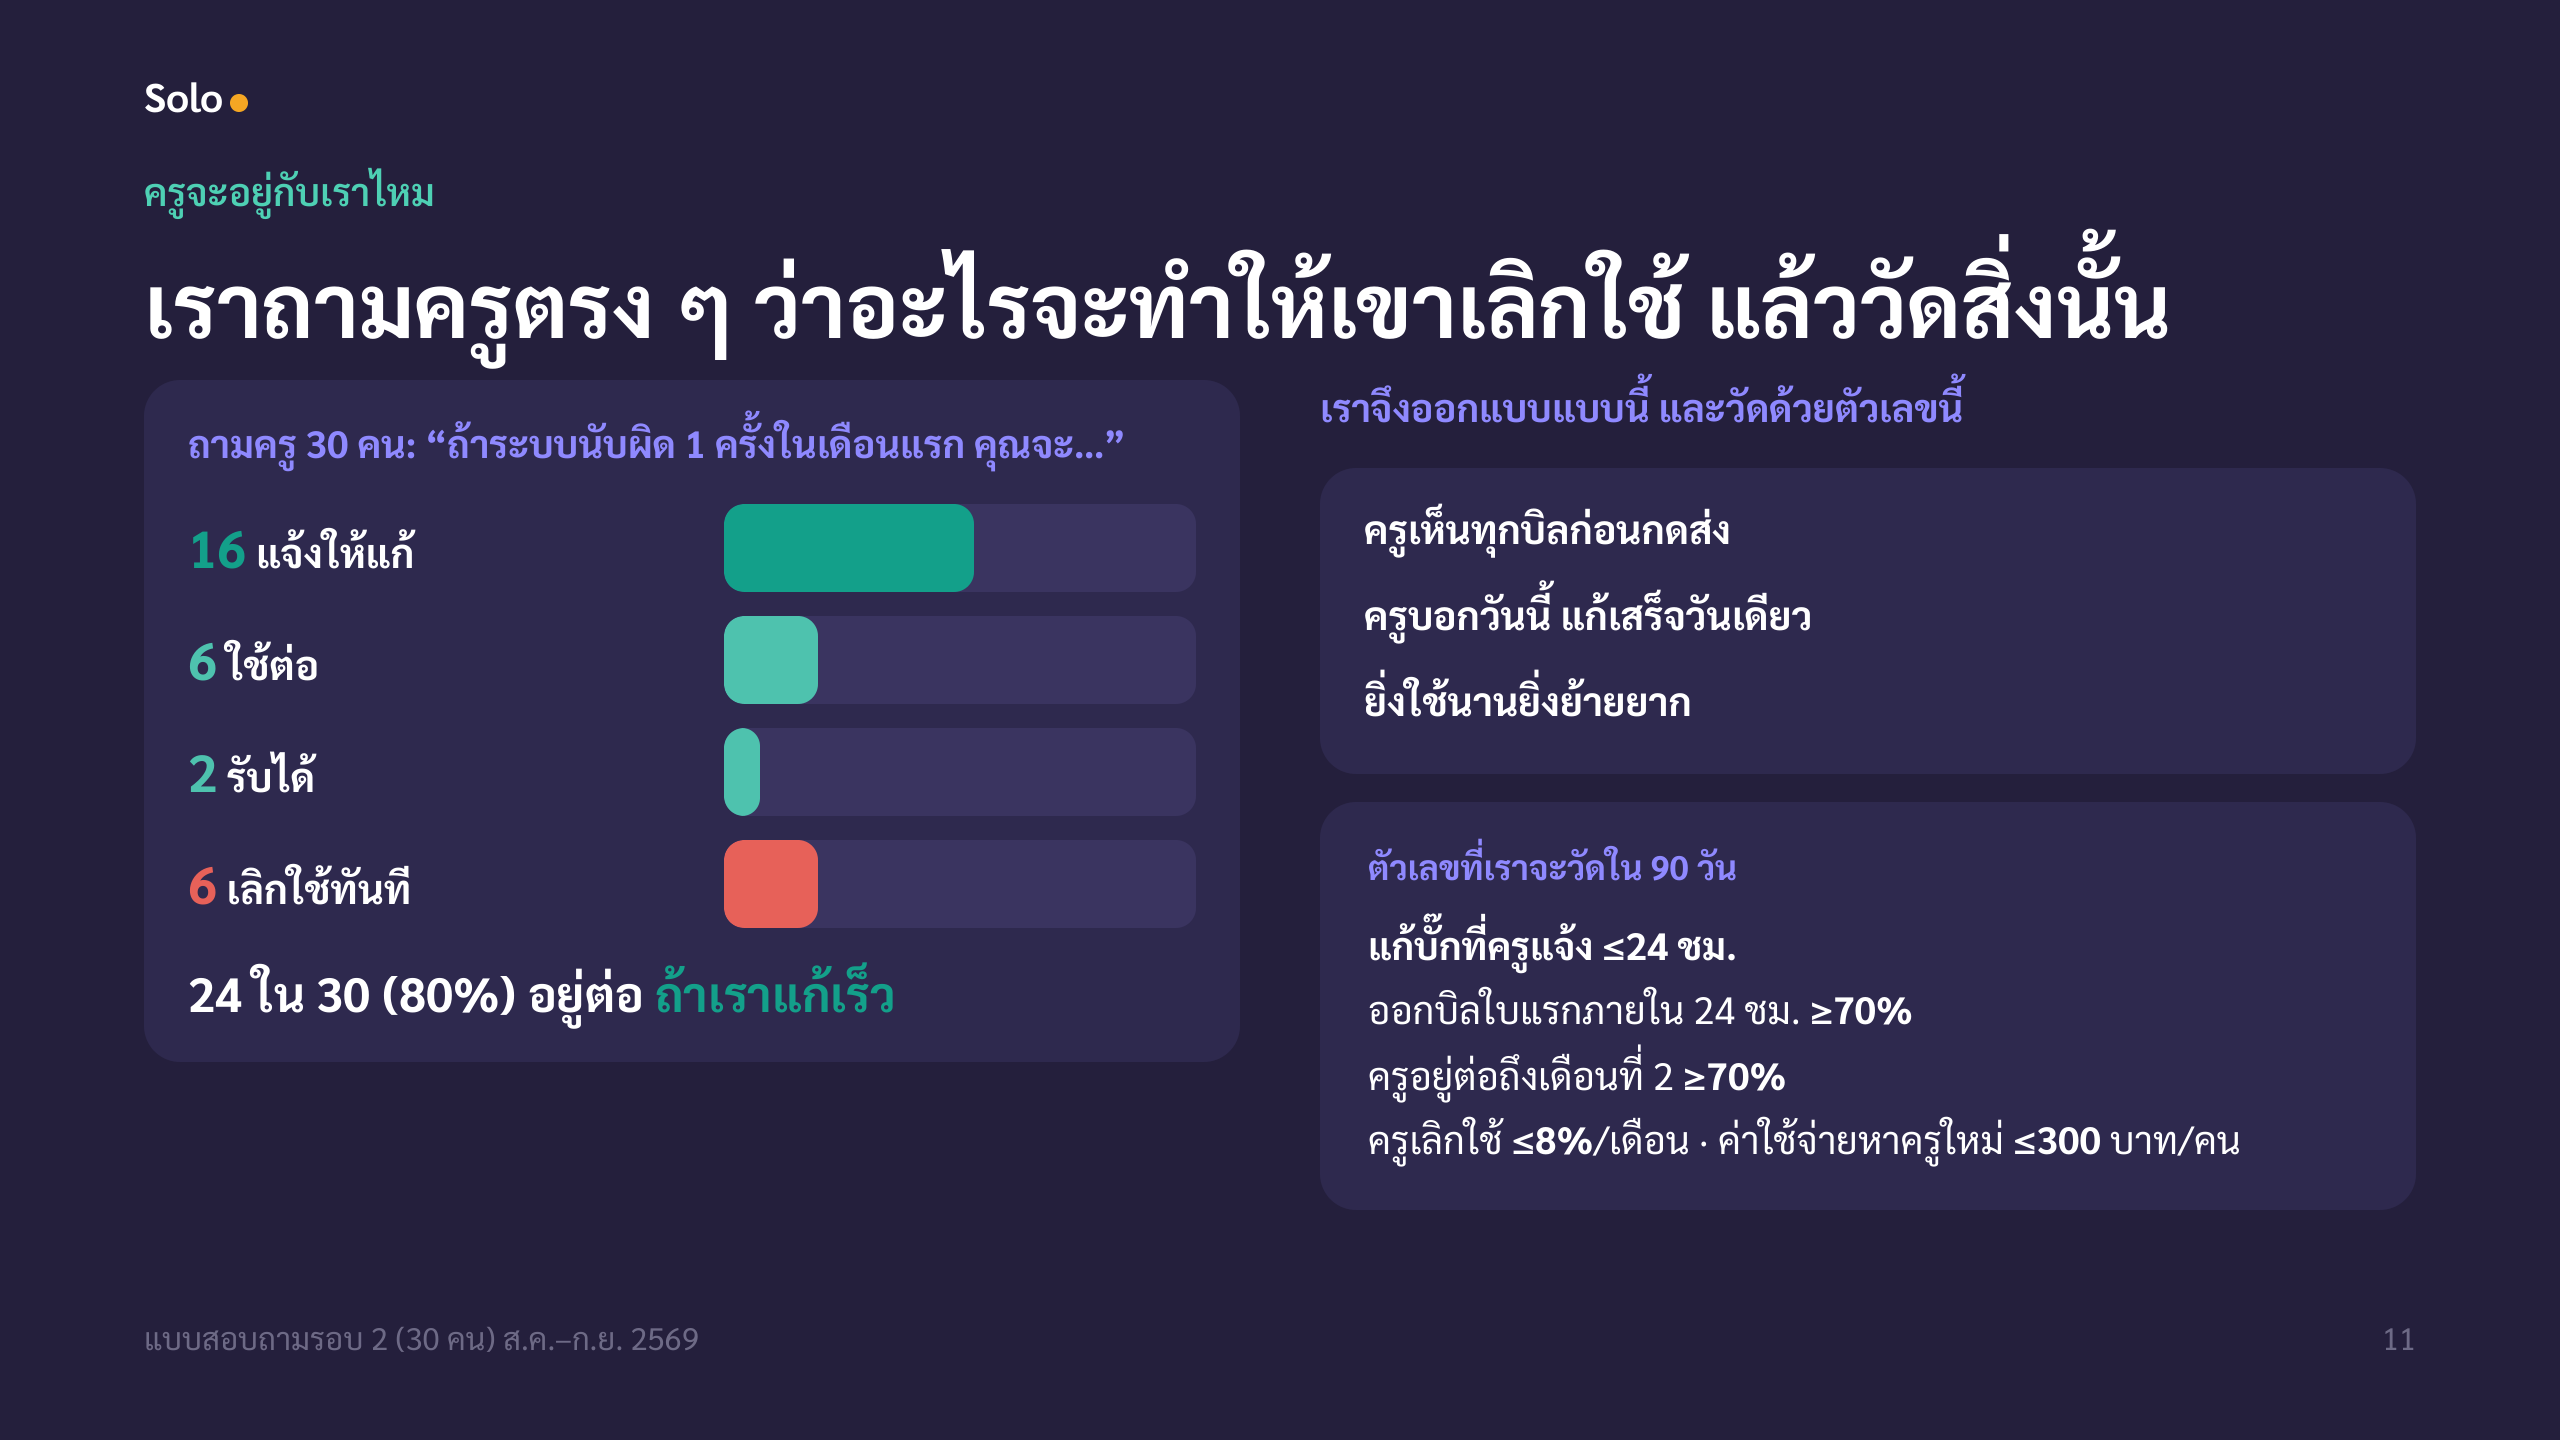 Solo
ครูจะอยู่กับเราไหม
เราถามครูตรง ๆ ว่าอะไรจะทำให้เขาเลิกใช้ แล้ววัดสิ่งนั้น
ถามครู 30 คน: “ถ้าระบบนับผิด 1 ครั้งในเดือนแรก คุณจะ...”
16 แจ้งให้แก้
6 ใช้ต่อ
2 รับได้
6 เลิกใช้ทันที
24 ใน 30 (80%) อยู่ต่อ ถ้าเราแก้เร็ว
เราจึงออกแบบแบบนี้ และวัดด้วยตัวเลขนี้
ครูเห็นทุกบิลก่อนกดส่ง
ครูบอกวันนี้ แก้เสร็จวันเดียว
ยิ่งใช้นานยิ่งย้ายยาก
ตัวเลขที่เราจะวัดใน 90 วัน
แก้บั๊กที่ครูแจ้ง ≤24 ชม.
ออกบิลใบแรกภายใน 24 ชม. ≥70%
ครูอยู่ต่อถึงเดือนที่ 2 ≥70%
ครูเลิกใช้ ≤8%/เดือน · ค่าใช้จ่ายหาครูใหม่ ≤300 บาท/คน
แบบสอบถามรอบ 2 (30 คน) ส.ค.–ก.ย. 2569
11